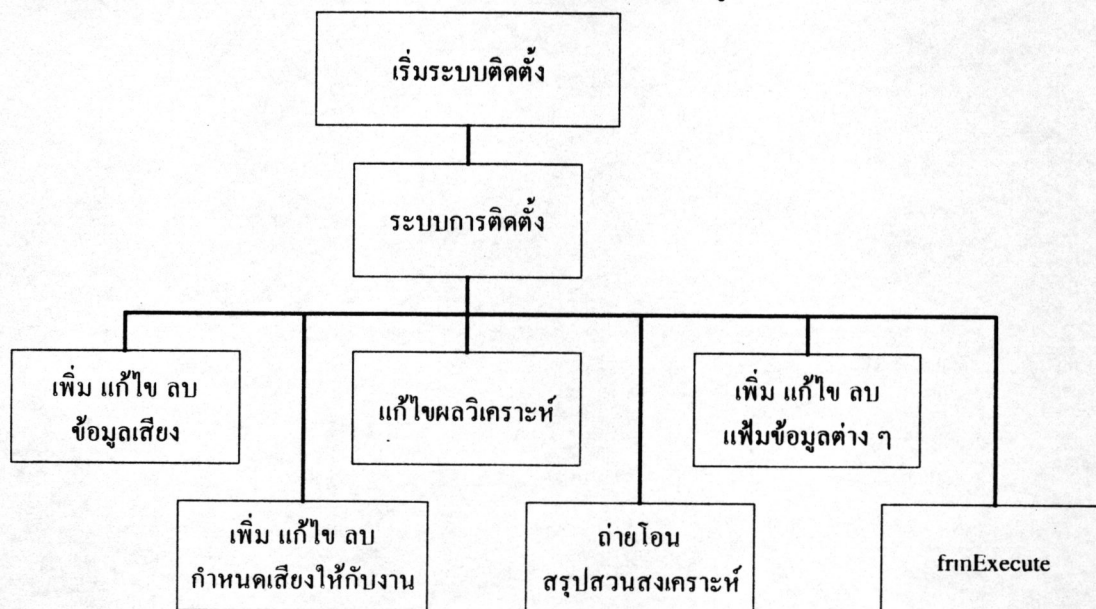 เริ่มระบบติดตั้ง
ระบบการติดตั้ง
เพิ่ม แก้ไข ลบ
ข้อมูลเสียง
แก้ไขผลวิเคราะห์
เพิ่ม แก้ไข ลบ
แฟ้มข้อมูลต่าง ๆ
เพิ่ม แก้ไข ลบ
กำหนดเสียงให้กับงาน
ถ่ายโอน
สรุปสวนสงเคราะห์
frmExecute